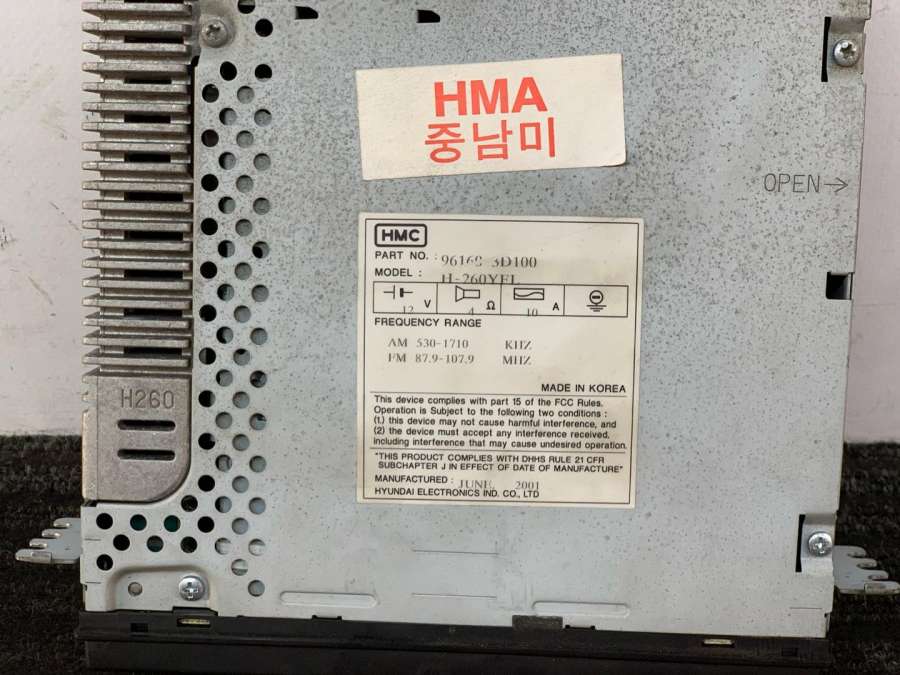 HMA
중남미
OPEN→
HMC
PART NO. : 96160-3D100
MODEL : H-260YFL
12 V 4 Ω 10 A
FREQUENCY RANGE
AM 530-1710 KHZ
FM 87.9-107.9 MHZ
MADE IN KOREA
This device complies with part 15 of the FCC Rules.
Operation is Subject to the following two conditions :
(1.) this device may not cause harmful interference, and
(2) the device must accept any interference received,
including interference that may cause undesired operation.
"THIS PRODUCT COMPLIES WITH DHHS RULE 21 CFR
SUBCHAPTER J IN EFFECT OF DATE OF MANUFACTURE"
MANUFACTURED : JUNE, 2001
HYUNDAI ELECTRONICS IND. CO., LTD
H260